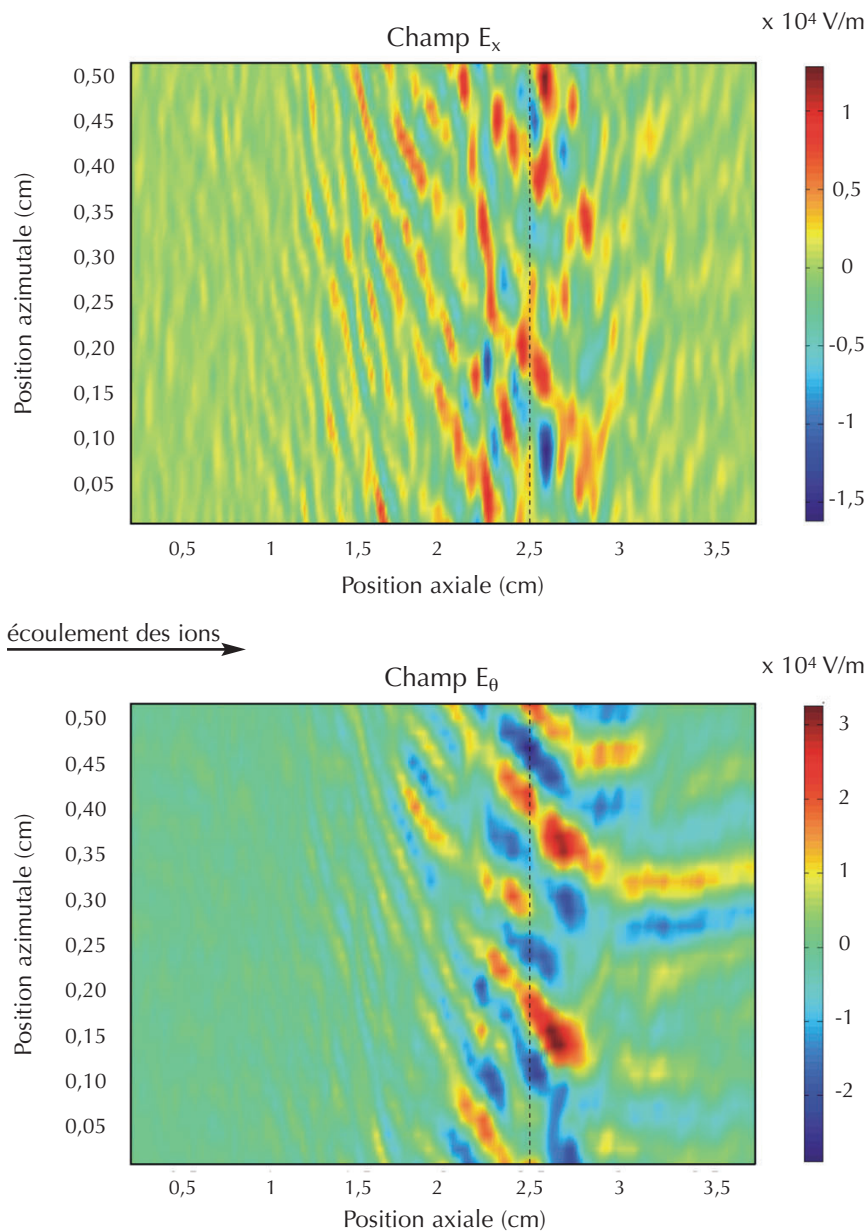 x 10⁴ V/m
Champ Eₓ
0,50
0,45
0,40
0,35
0,30
0,25
0,20
0,15
0,10
0,05
Position azimutale (cm)
0,5 1 1,5 2 2,5 3 3,5
Position axiale (cm)
1
0,5
0
-0,5
-1
-1,5
écoulement des ions
x 10⁴ V/m
Champ E_θ
0,50
0,45
0,40
0,35
0,30
0,25
0,20
0,15
0,10
0,05
Position azimutale (cm)
0,5 1 1,5 2 2,5 3 3,5
Position axiale (cm)
3
2
1
0
-1
-2